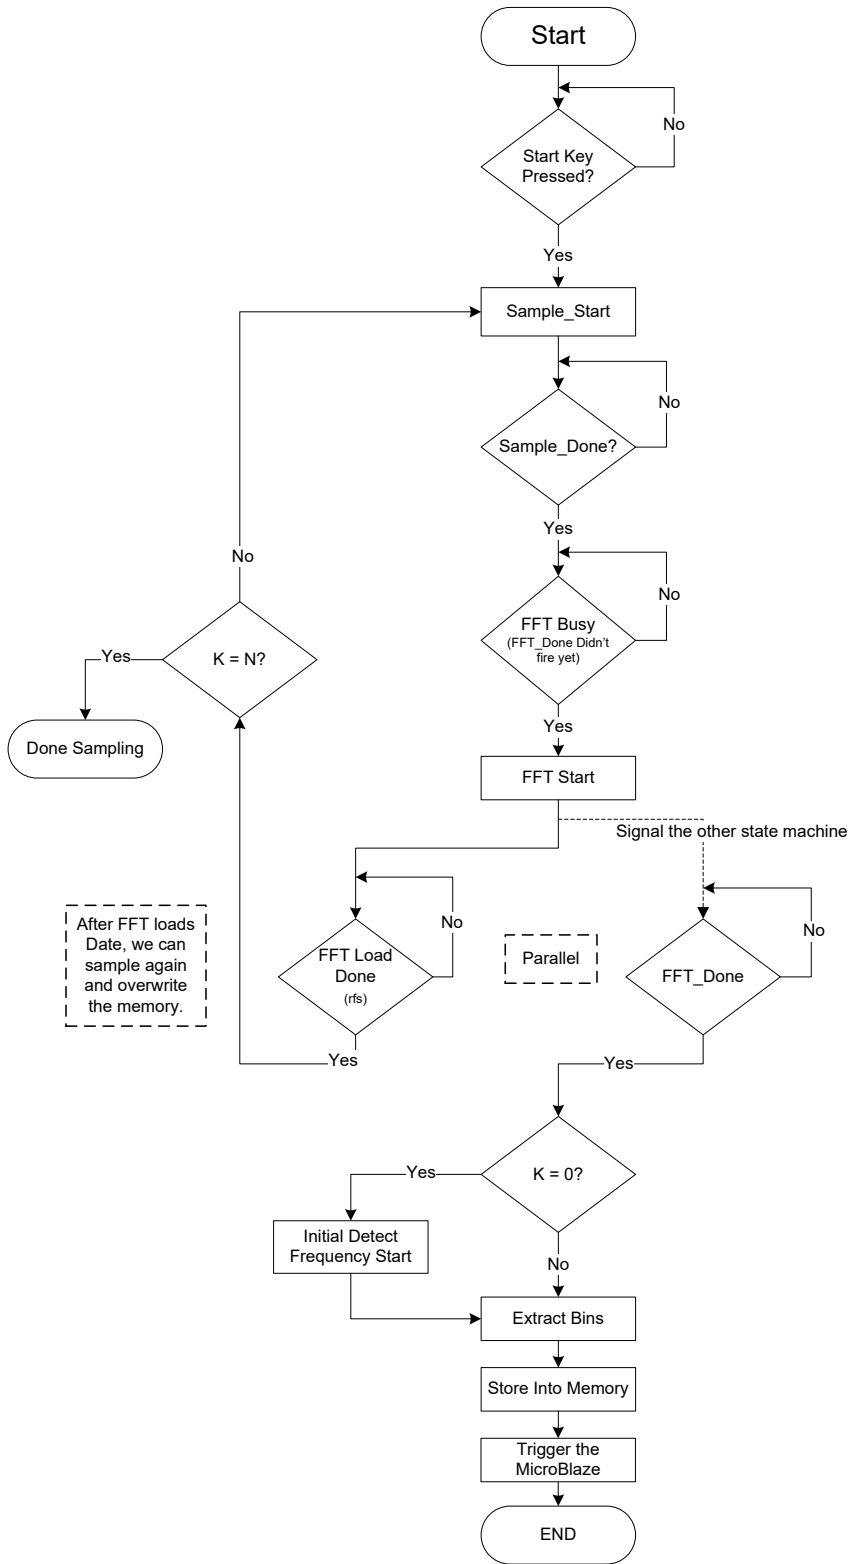 Start
No
Start Key
Pressed?
Yes
Sample_Start
No
Sample_Done?
Yes
No
No
FFT Busy
(FFT_Done Didn't
fire yet)
K = N?
Yes
Yes
Done Sampling
FFT Start
Signal the other state machine
After FFT loads
Date, we can
sample again
and overwrite
the memory.
No
FFT Load
Done
(rfs)
Parallel
No
FFT_Done
Yes
Yes
K = 0?
Yes
Initial Detect
Frequency Start
No
Extract Bins
Store Into Memory
Trigger the
MicroBlaze
END